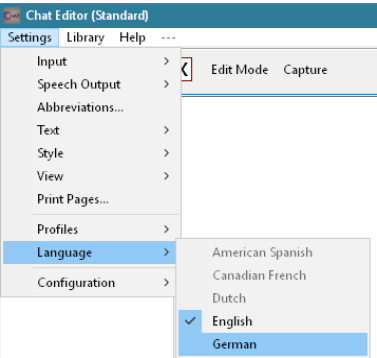 Chat Editor (Standard)
Settings Library Help ---
Input
Edit Mode Capture
Speech Output
Abbreviations...
Text
Style
View
Print Pages...
Profiles
Language
American Spanish
Configuration
Canadian French
Dutch
English
German